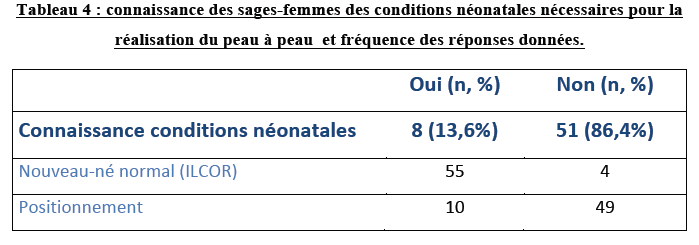 Tableau 4 : connaissance des sages-femmes des conditions néonatales nécessaires pour la
réalisation du peau à peau et fréquence des réponses données.
Oui (n, %) Non (n, %)
Connaissance conditions néonatales 8 (13,6%) 51 (86,4%)
Nouveau-né normal (ILCOR) 55 4
Positionnement 10 49